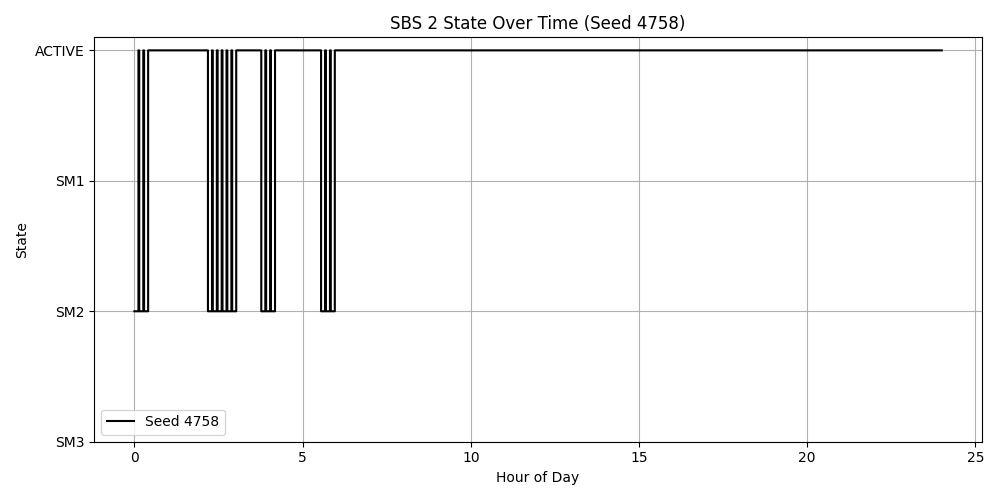 SBS 2 State Over Time (Seed 4758)
ACTIVE
SM1
SM2
SM3
State
Seed 4758
0 5 10 15 20 25
Hour of Day